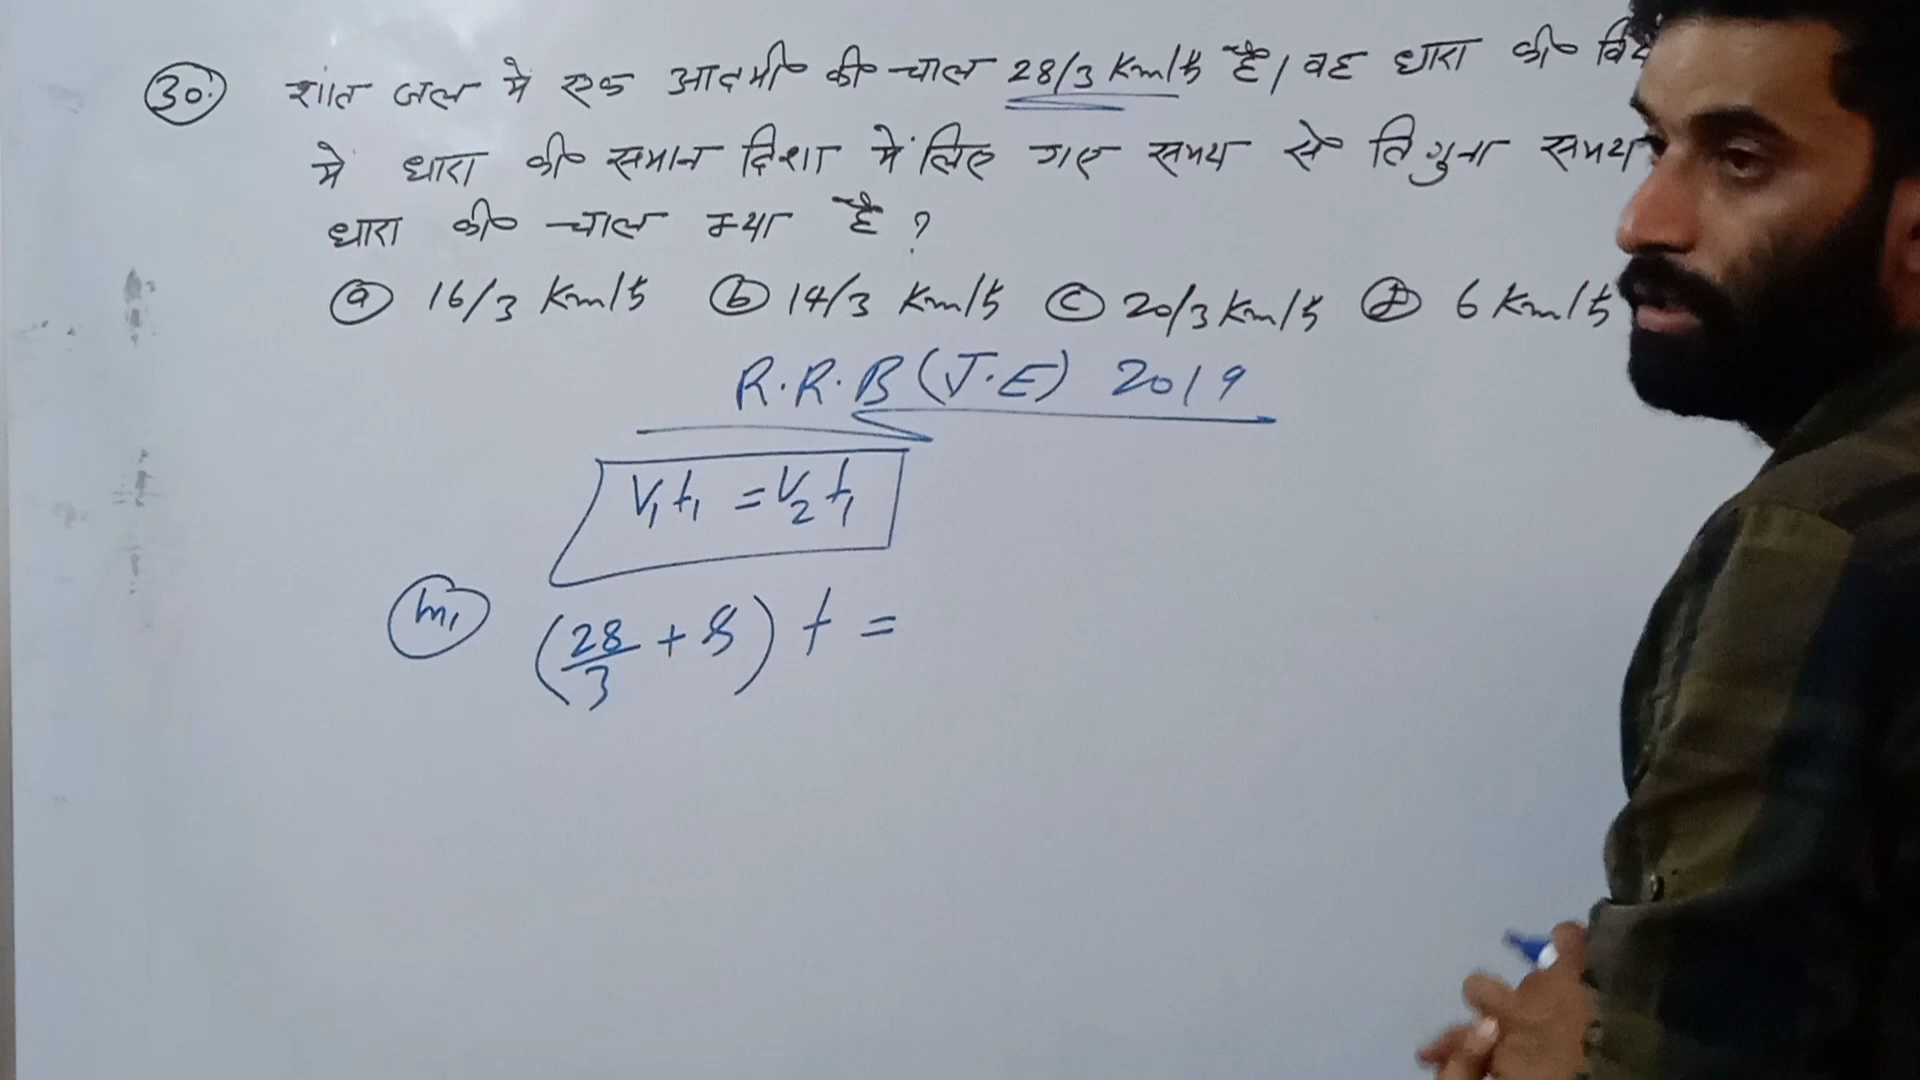 30: शांत जल में एक आदमी की चाल 28/3 Km/h है। वह धारा की
में धारा की समान दिशा में लिए गए समय से तिगुना समय
धारा की चाल क्या है ?
(a) 16/3 Km/h (b) 14/3 Km/h (c) 20/3 Km/h (d) 6 Km/h
R.R.B (J.E) 2019
V₁t₁ = V₂t₁
m₁ (28/3 + 8) t =